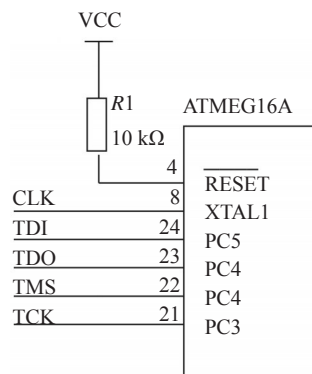 VCC
R1
10 kΩ
ATMEG16A
4
RESET
CLK
8
XTAL1
TDI
24
PC5
TDO
23
PC4
TMS
22
PC4
TCK
21
PC3